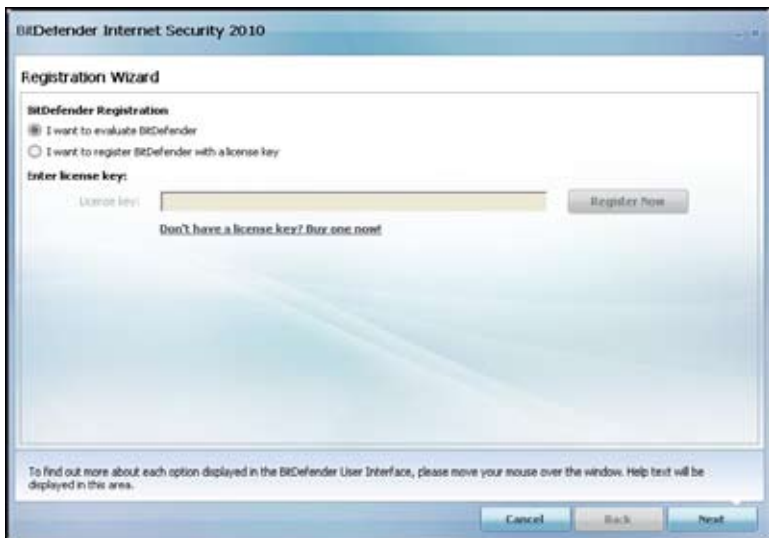 BitDefender Internet Security 2010
Registration Wizard
BitDefender Registration
I want to evaluate BitDefender
I want to register BitDefender with a license key
Enter license key:
License key:
Register Now
Don't have a license key? Buy one now!
To find out more about each option displayed in the BitDefender User Interface, please move your mouse over the window. Help text will be
displayed in this area.
Cancel
Back
Next